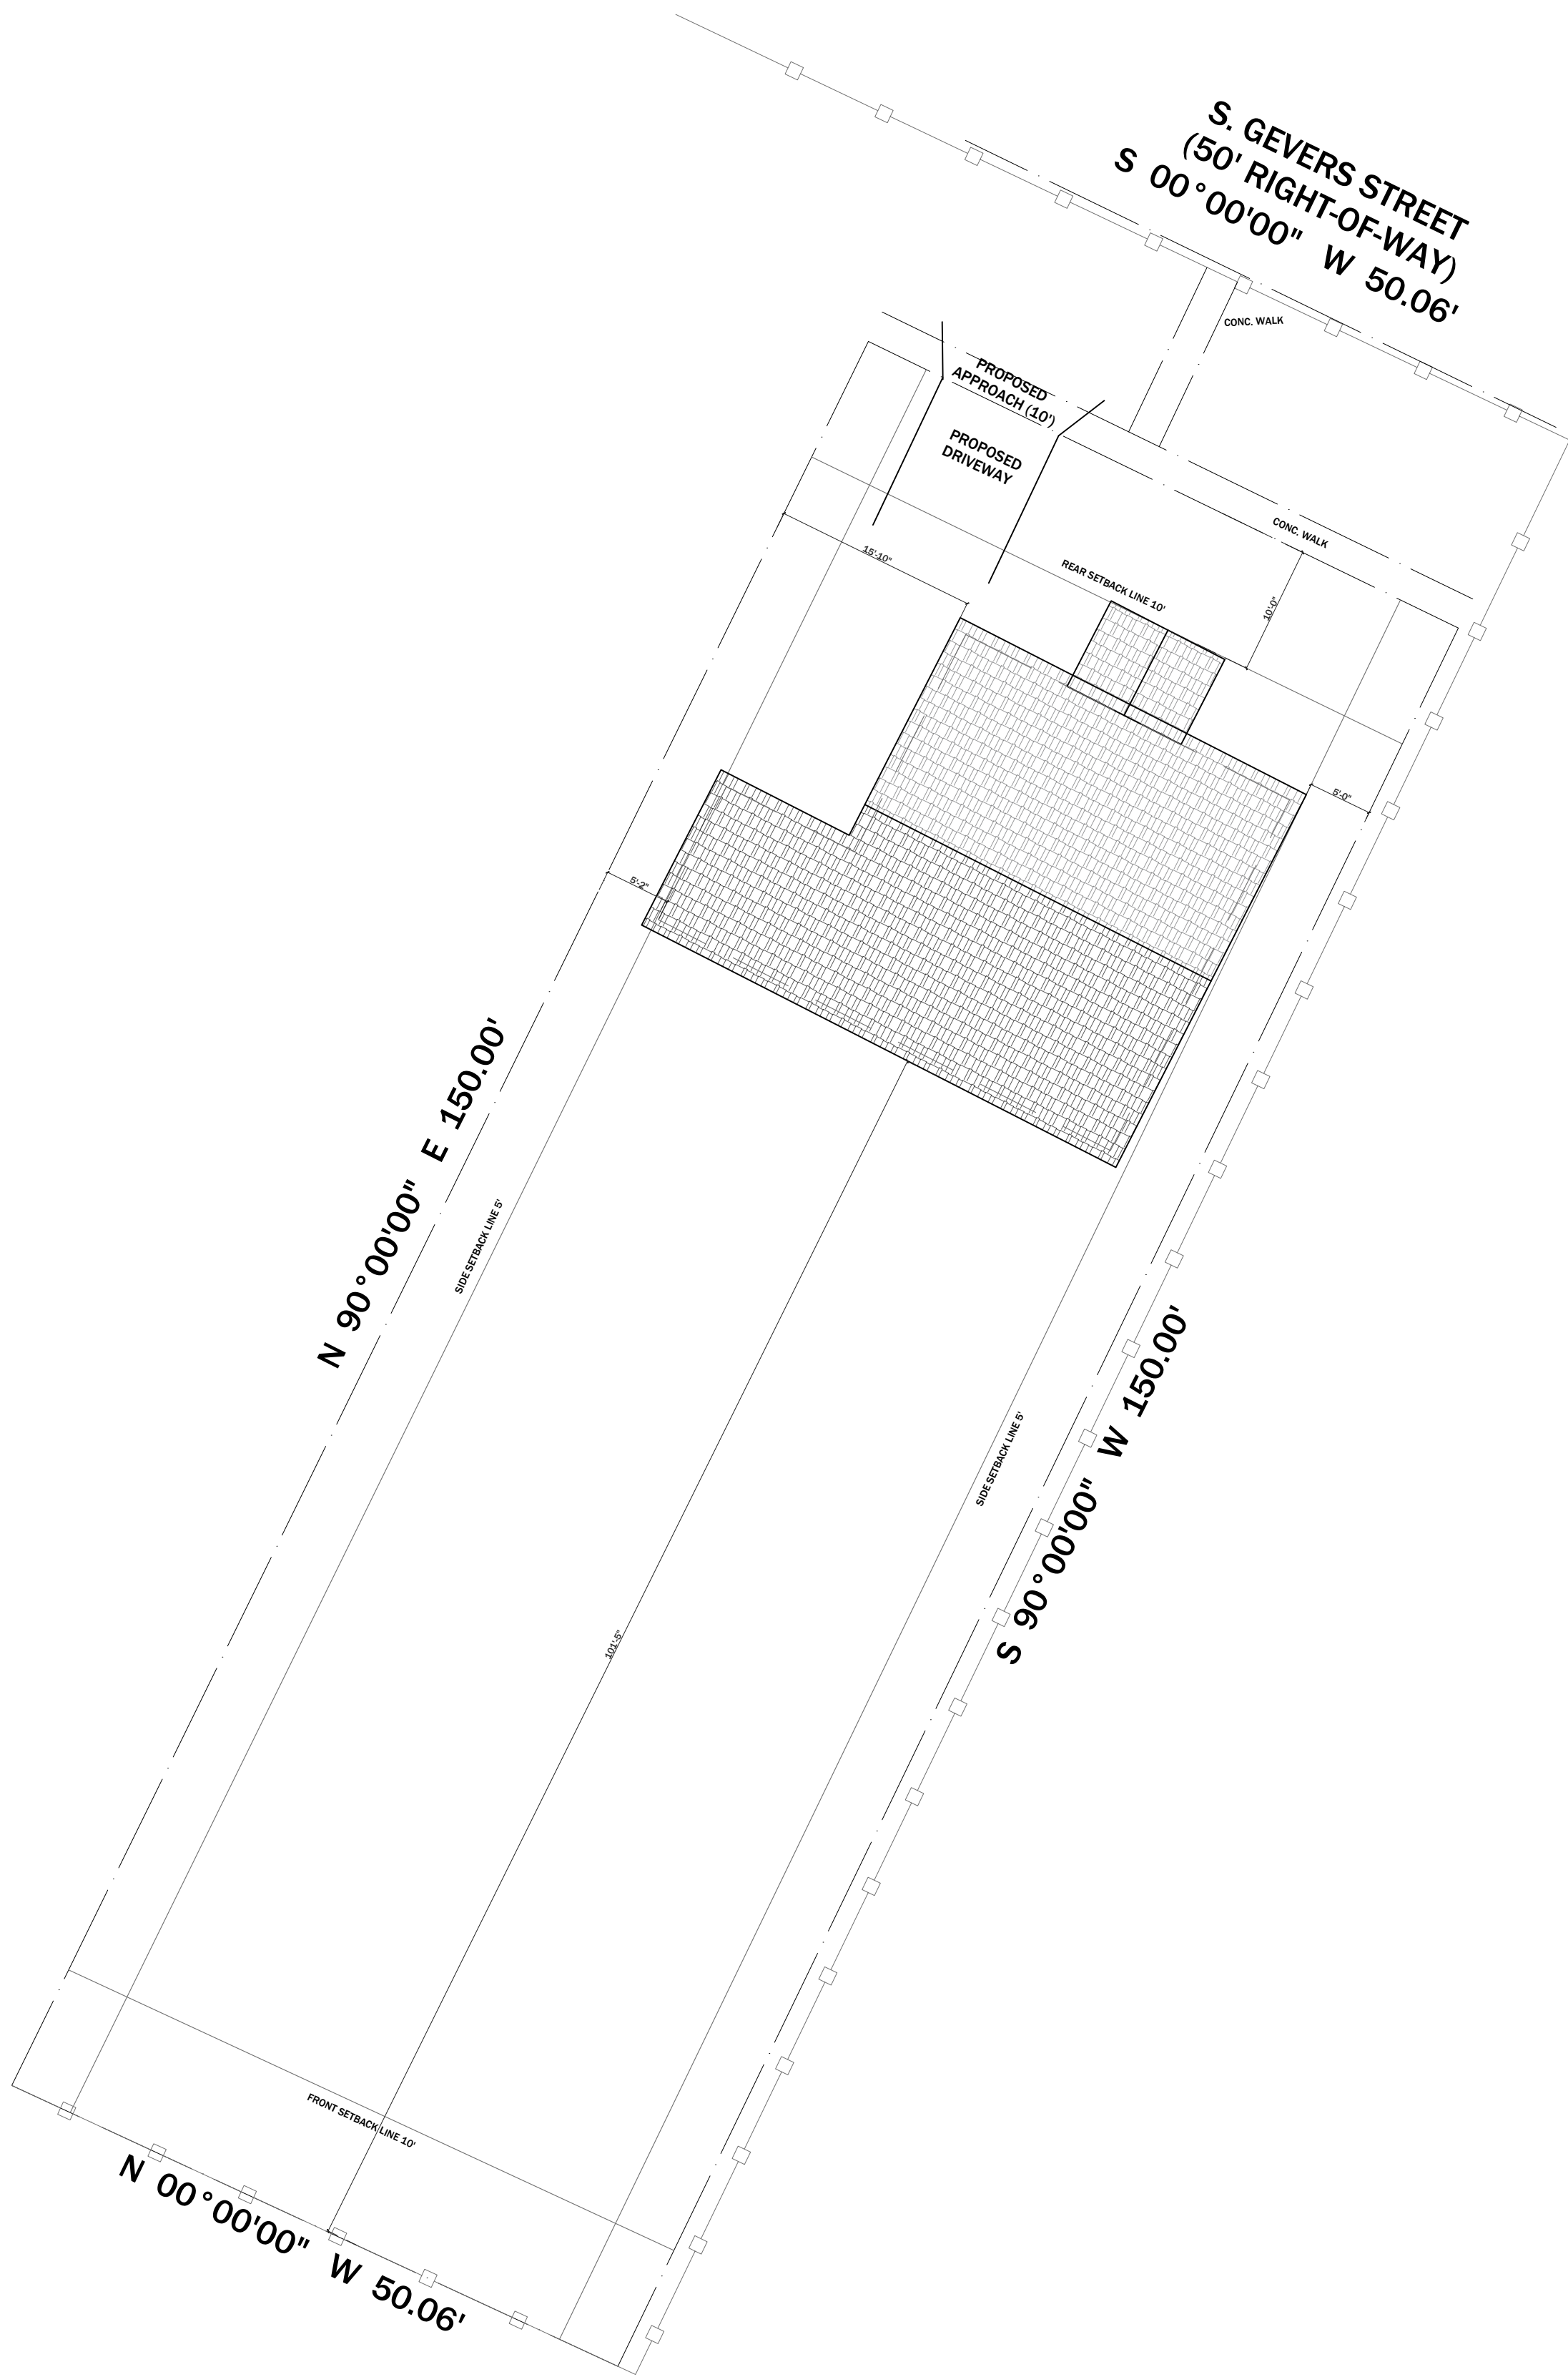 S. GEVERS STREET
(50' RIGHT-OF-WAY)
S 00°00'00" W 50.06'
CONC. WALK
PROPOSED
APPROACH (10')
PROPOSED
DRIVEWAY
CONC. WALK
15'-10"
REAR SETBACK LINE 10'
10'-0"
5'-0"
5'-2"
N 90°00'00" E 150.00'
SIDE SETBACK LINE 5'
S 90°00'00" W 150.00'
SIDE SETBACK LINE 5'
101'-5"
FRONT SETBACK LINE 10'
N 00°00'00" W 50.06'